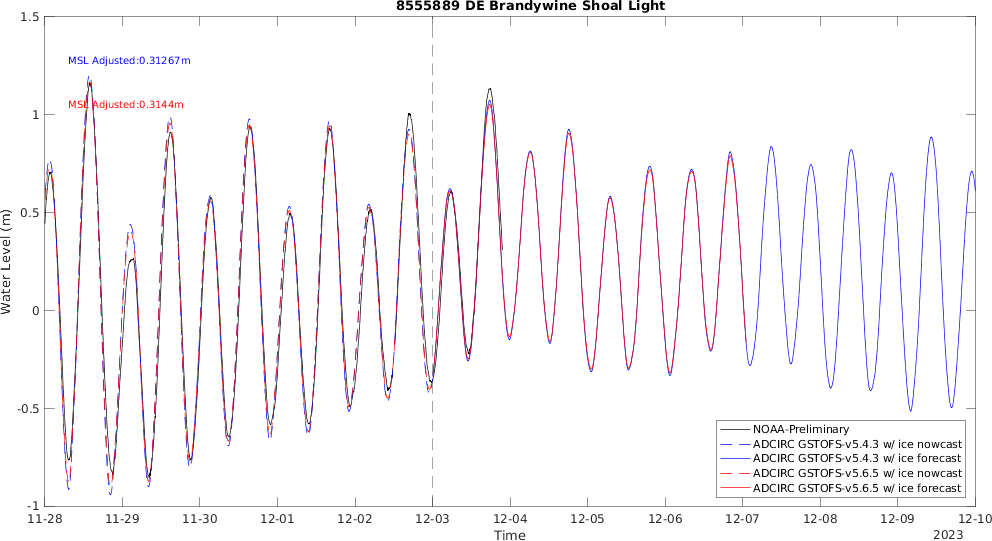 8555889 DE Brandywine Shoal Light
1.5
1
0.5
0
-0.5
-1
Water Level (m)
MSL Adjusted:0.31267m
MSL Adjusted:0.3144m
NOAA-Preliminary
ADCIRC GSTOFS-v5.4.3 w/ ice nowcast
ADCIRC GSTOFS-v5.4.3 w/ ice forecast
ADCIRC GSTOFS-v5.6.5 w/ ice nowcast
ADCIRC GSTOFS-v5.6.5 w/ ice forecast
11-28 11-29 11-30 12-01 12-02 12-03 12-04 12-05 12-06 12-07 12-08 12-09 12-10
Time
2023